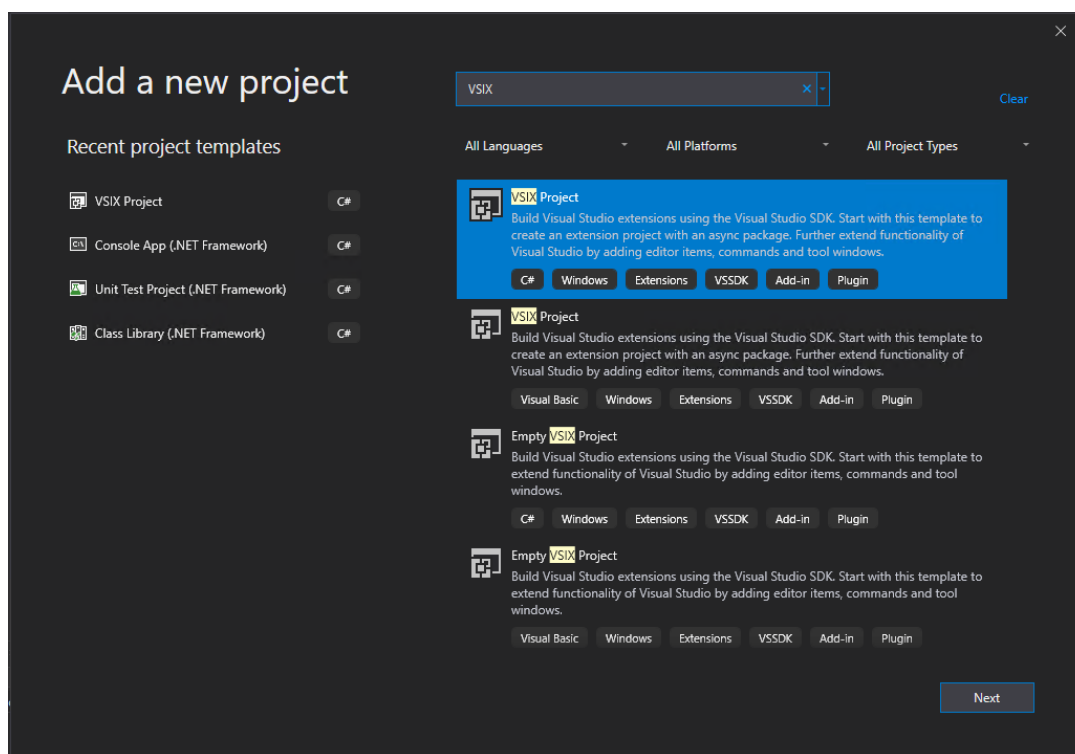 Add a new project
VSIX
Clear
Recent project templates
All Languages
All Platforms
All Project Types
VSIX Project
C#
Console App (.NET Framework)
C#
Unit Test Project (.NET Framework)
C#
Class Library (.NET Framework)
C#
VSIX Project
Build Visual Studio extensions using the Visual Studio SDK. Start with this template to
create an extension project with an async package. Further extend functionality of
Visual Studio by adding editor items, commands and tool windows.
C# Windows Extensions VSSDK Add-in Plugin
VSIX Project
Build Visual Studio extensions using the Visual Studio SDK. Start with this template to
create an extension project with an async package. Further extend functionality of
Visual Studio by adding editor items, commands and tool windows.
Visual Basic Windows Extensions VSSDK Add-in Plugin
Empty VSIX Project
Build Visual Studio extensions using the Visual Studio SDK. Start with this template to
extend functionality of Visual Studio by adding editor items, commands and tool
windows.
C# Windows Extensions VSSDK Add-in Plugin
Empty VSIX Project
Build Visual Studio extensions using the Visual Studio SDK. Start with this template to
extend functionality of Visual Studio by adding editor items, commands and tool
windows.
Visual Basic Windows Extensions VSSDK Add-in Plugin
Next